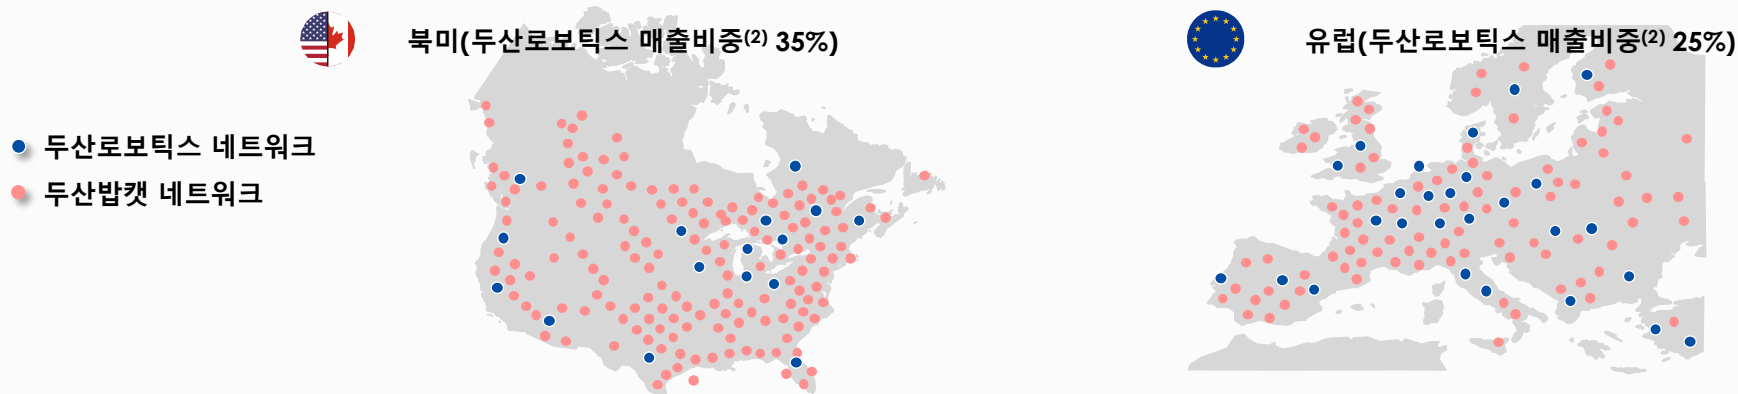 북미(두산로보틱스 매출비중(2) 35%)
유럽(두산로보틱스 매출비중(2) 25%)
두산로보틱스 네트워크
두산밥캣 네트워크